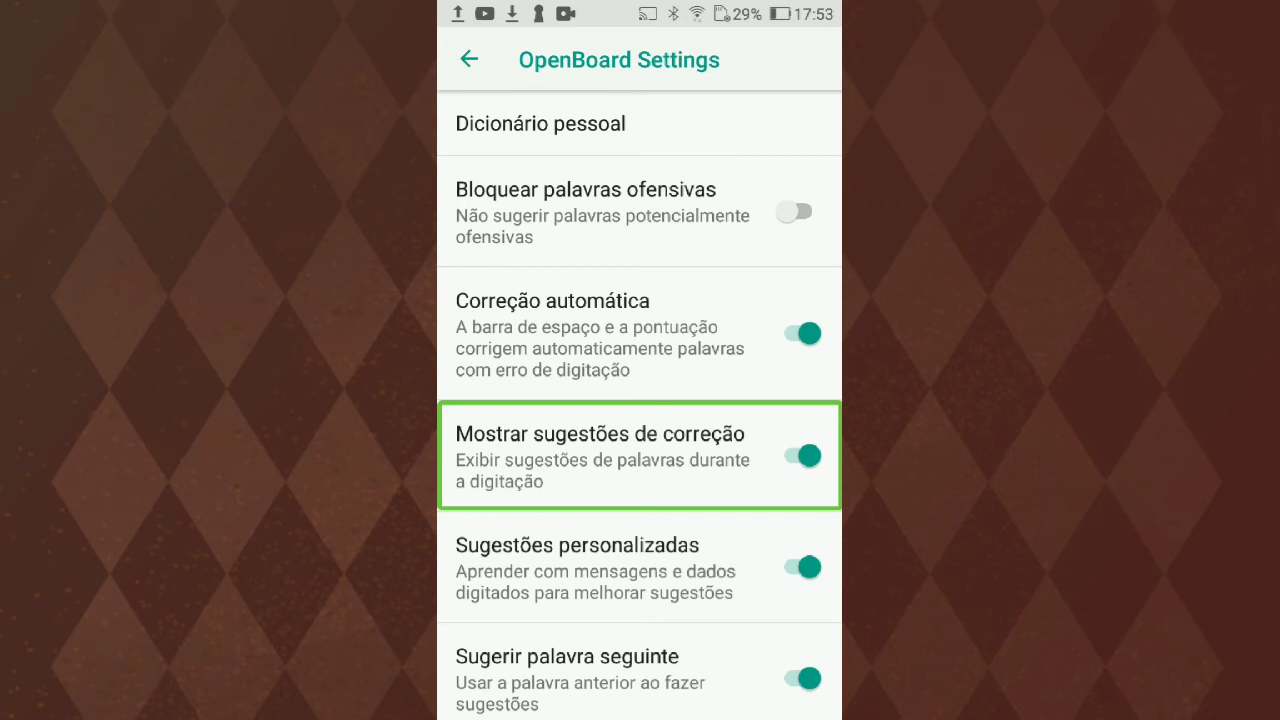 29% 17:53
OpenBoard Settings
Dicionário pessoal
Bloquear palavras ofensivas
Não sugerir palavras potencialmente
ofensivas
Correção automática
A barra de espaço e a pontuação
corrigem automaticamente palavras
com erro de digitação
Mostrar sugestões de correção
Exibir sugestões de palavras durante
a digitação
Sugestões personalizadas
Aprender com mensagens e dados
digitados para melhorar sugestões
Sugerir palavra seguinte
Usar a palavra anterior ao fazer
sugestões